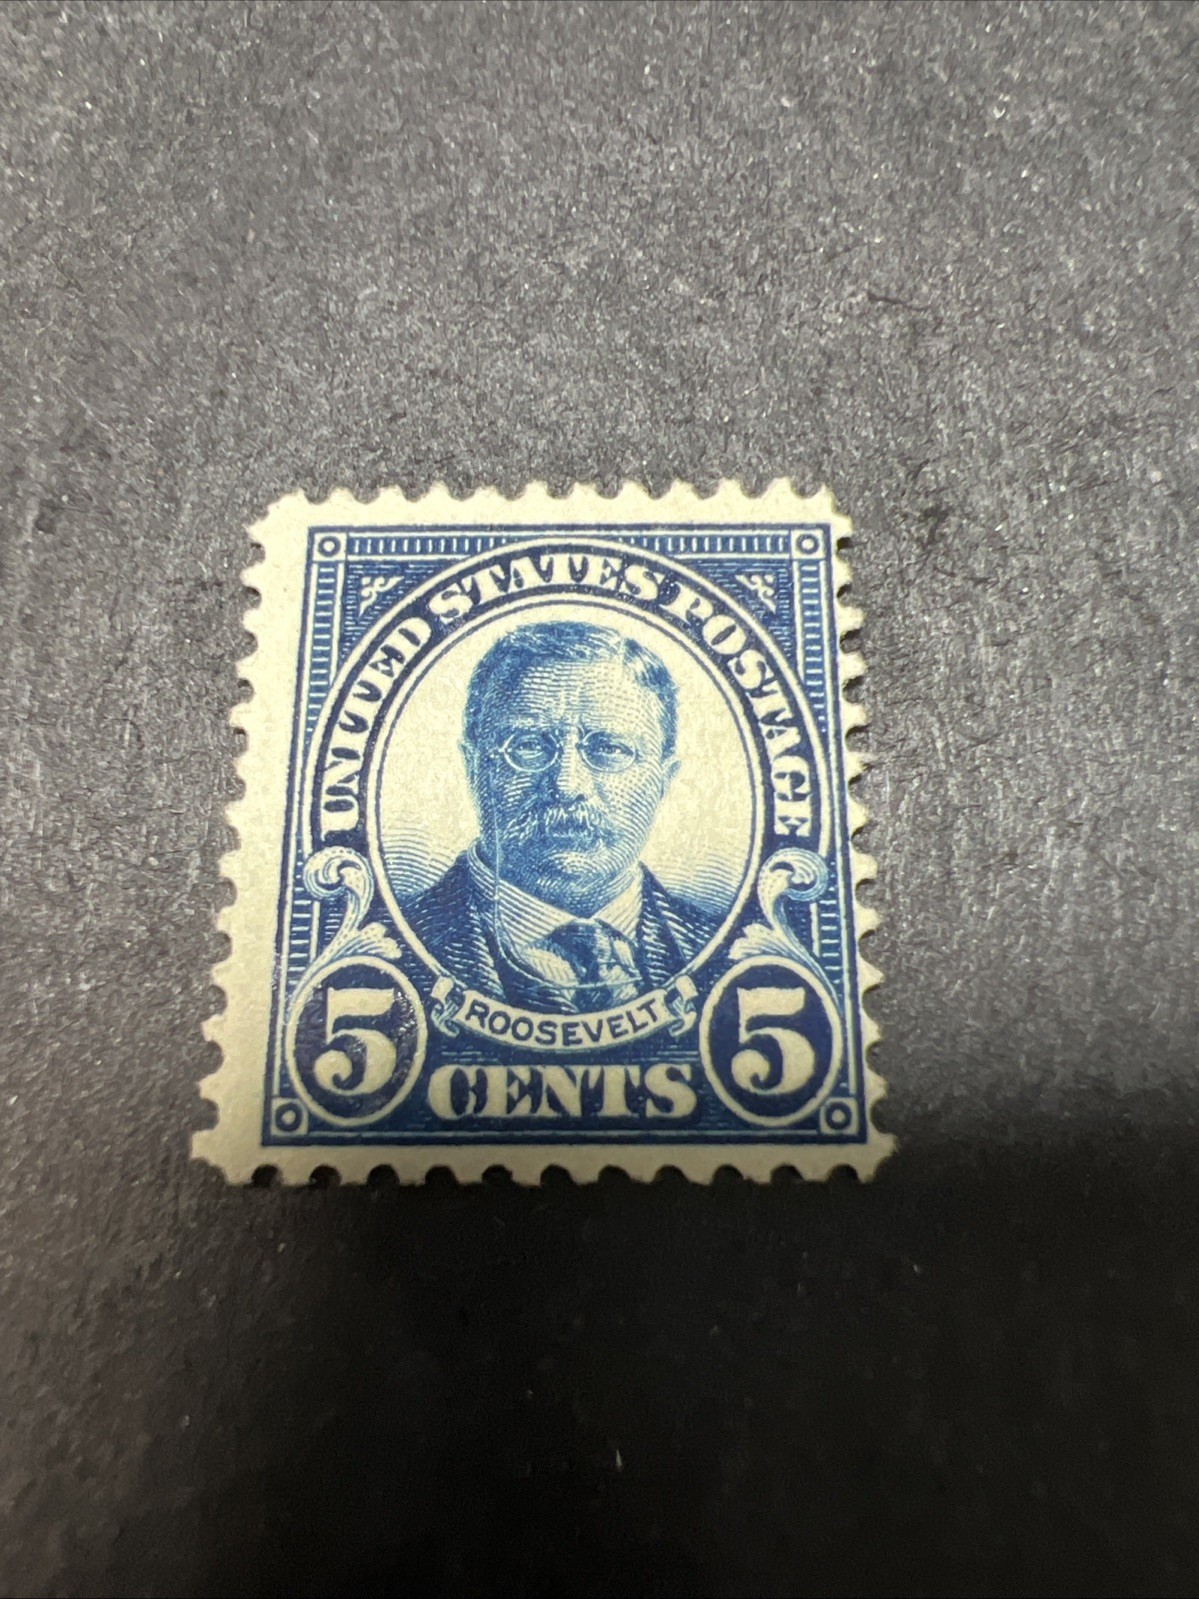 UNITED STATES POSTAGE
ROOSEVELT
5 CENTS 5